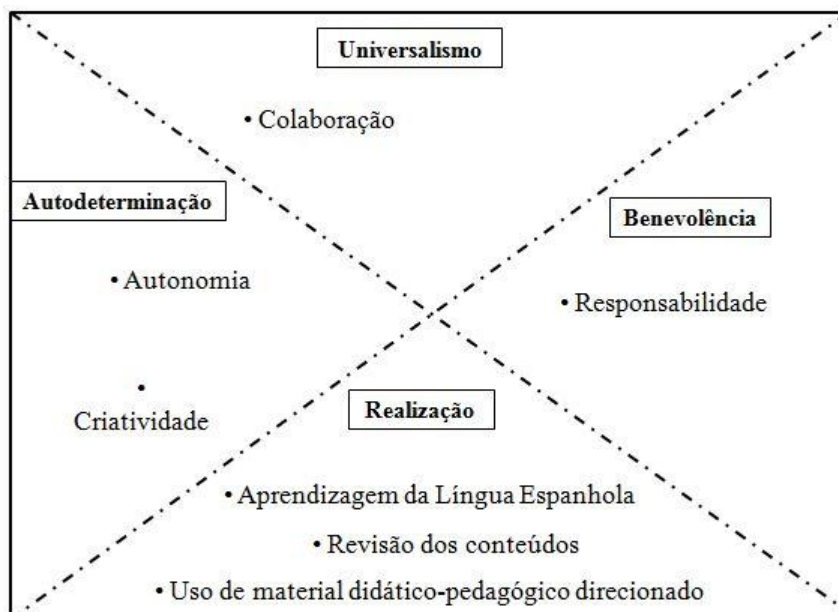 Universalismo
• Colaboração
Autodeterminação
Benevolência
• Autonomia
• Responsabilidade
•
Criatividade
Realização
• Aprendizagem da Língua Espanhola
• Revisão dos conteúdos
• Uso de material didático-pedagógico direcionado